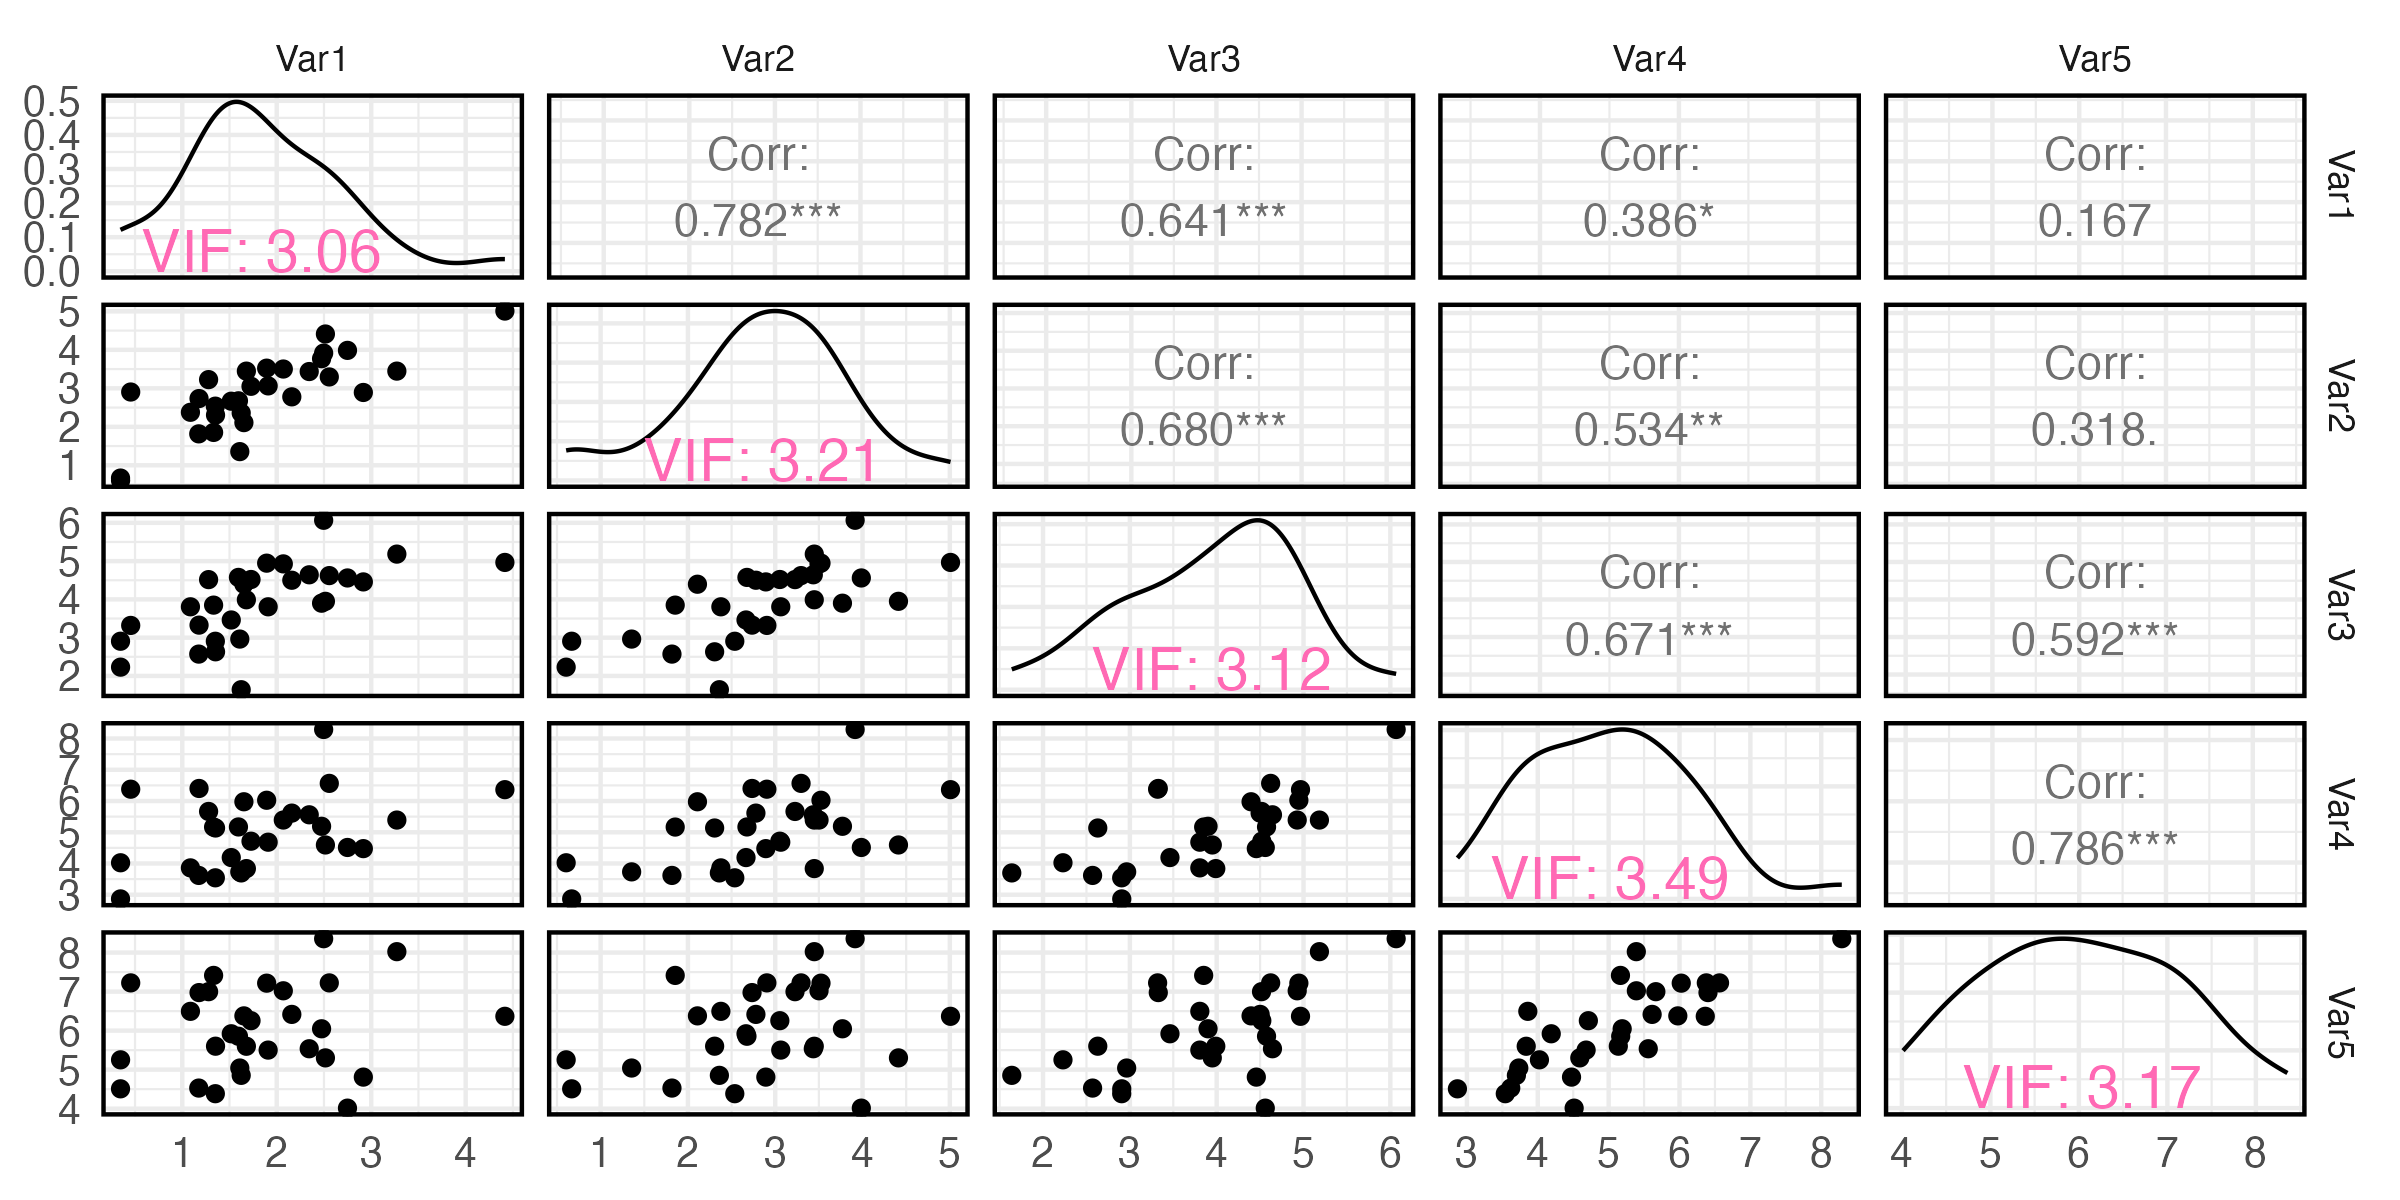 Var1 Var2 Var3 Var4 Var5
0.5
0.4
0.3
0.2
0.1
0.0
VIF: 3.06
Corr:
0.782***
Corr:
0.641***
Corr:
0.386*
Corr:
0.167
Var1
5
4
3
2
1
VIF: 3.21
Corr:
0.680***
Corr:
0.534**
Corr:
0.318.
Var2
6
5
4
3
2
VIF: 3.12
Corr:
0.671***
Corr:
0.592***
Var3
8
7
6
5
4
3
VIF: 3.49
Corr:
0.786***
Var4
8
7
6
5
4
VIF: 3.17
Var5
1 2 3 4 1 2 3 4 5 2 3 4 5 6 3 4 5 6 7 8 4 5 6 7 8